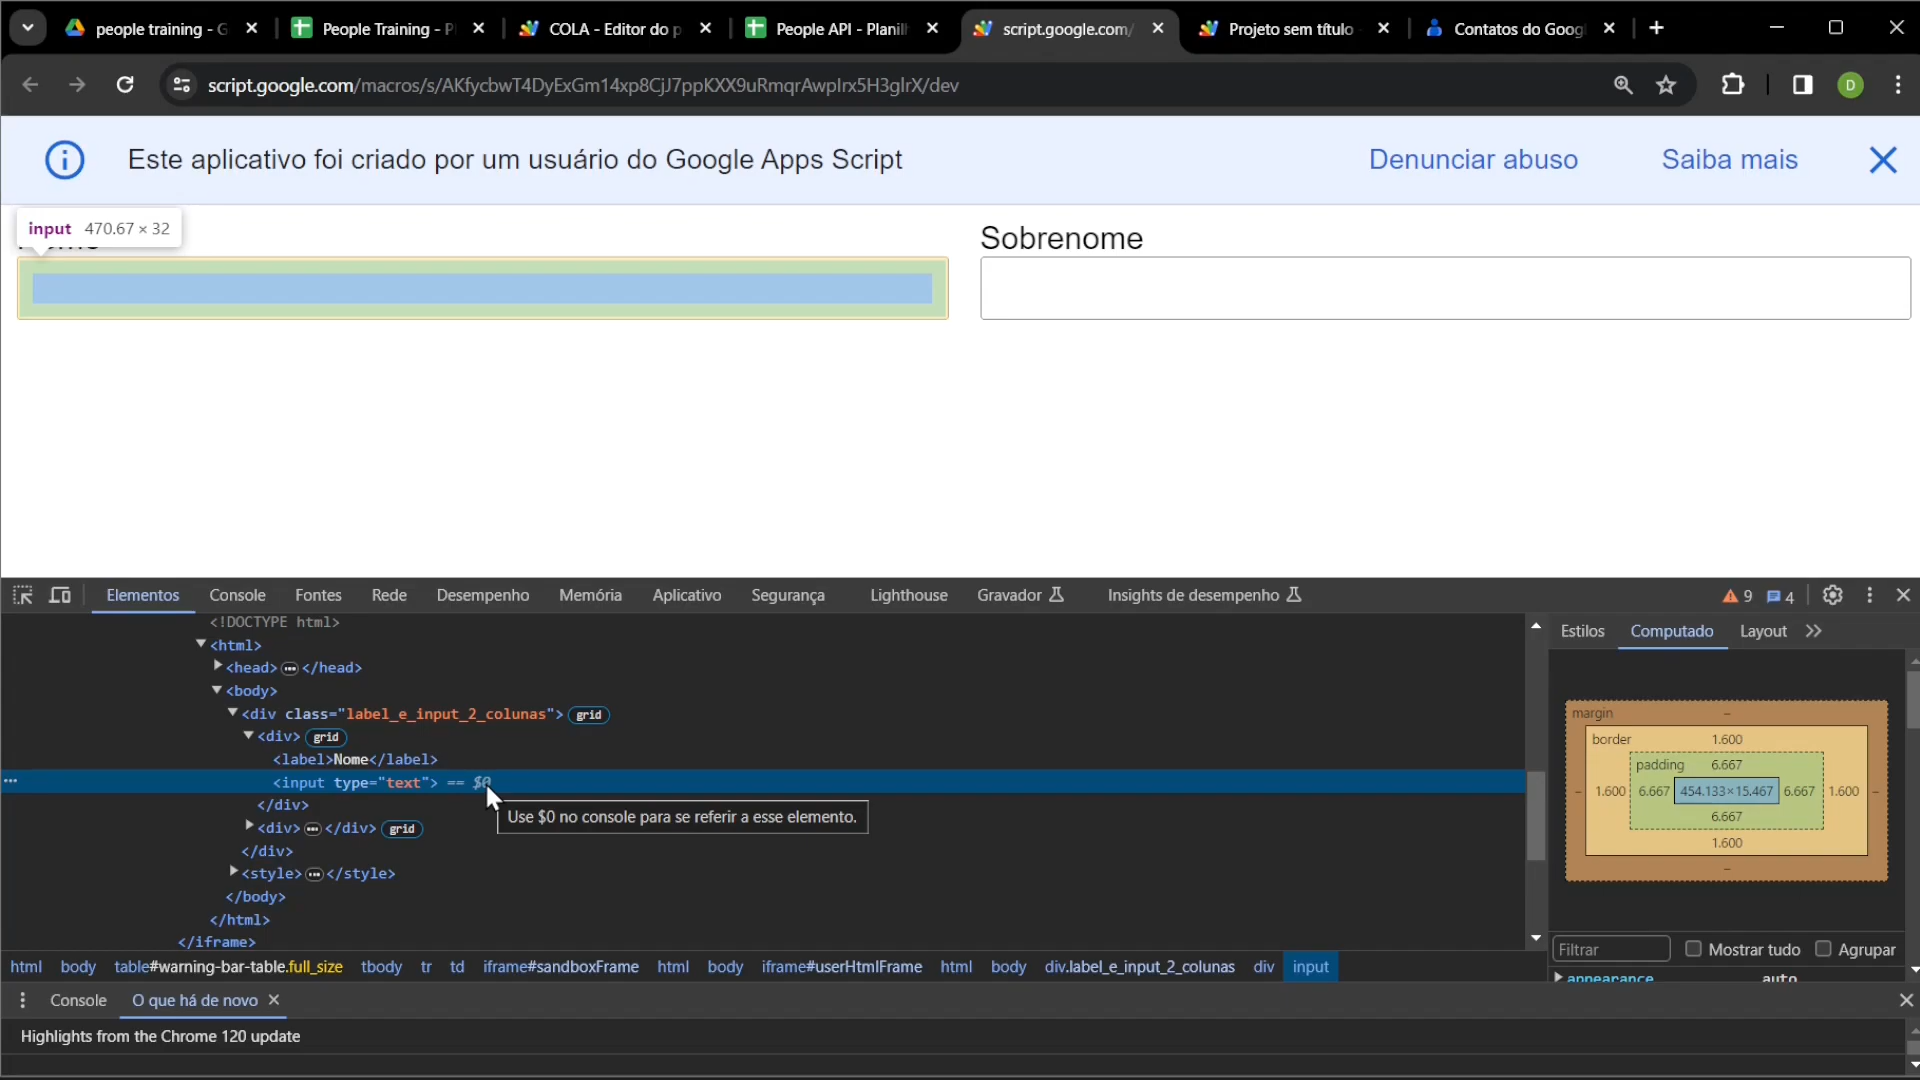 people training - G
People Training - Pl
COLA - Editor do p
People API - Planil
script.google.com/
Projeto sem título
Contatos do Goog
script.google.com/macros/s/AKfycbwT4DyExGm14xp8CjJ7ppKXX9uRmqrAwpIrx5H3glrX/dev
D
Este aplicativo foi criado por um usuário do Google Apps Script
Denunciar abuso
Saiba mais
input 470.67 × 32
Sobrenome
Elementos
Console
Fontes
Rede
Desempenho
Memória
Aplicativo
Segurança
Lighthouse
Gravador
Insights de desempenho
9
4
<!DOCTYPE html>
<html>
<head> ⋯ </head>
<body>
<div class="label_e_input_2_colunas"> grid
<div> grid
<label>Nome</label>
<input type="text"> == $0
</div>
Use $0 no console para se referir a esse elemento.
<div> ⋯ </div> grid
</div>
<style> ⋯ </style>
</body>
</html>
</iframe>
Estilos
Computado
Layout
margin
–
border
1.600
padding
6.667
– 1.600 6.667 454.133×15.467 6.667 1.600 –
6.667
1.600
–
Filtrar
Mostrar tudo
Agrupar
appearance
auto
html body table#warning-bar-table.full_size tbody tr td iframe#sandboxFrame html body iframe#userHtmlFrame html body div.label_e_input_2_colunas div input
Console
O que há de novo
Highlights from the Chrome 120 update